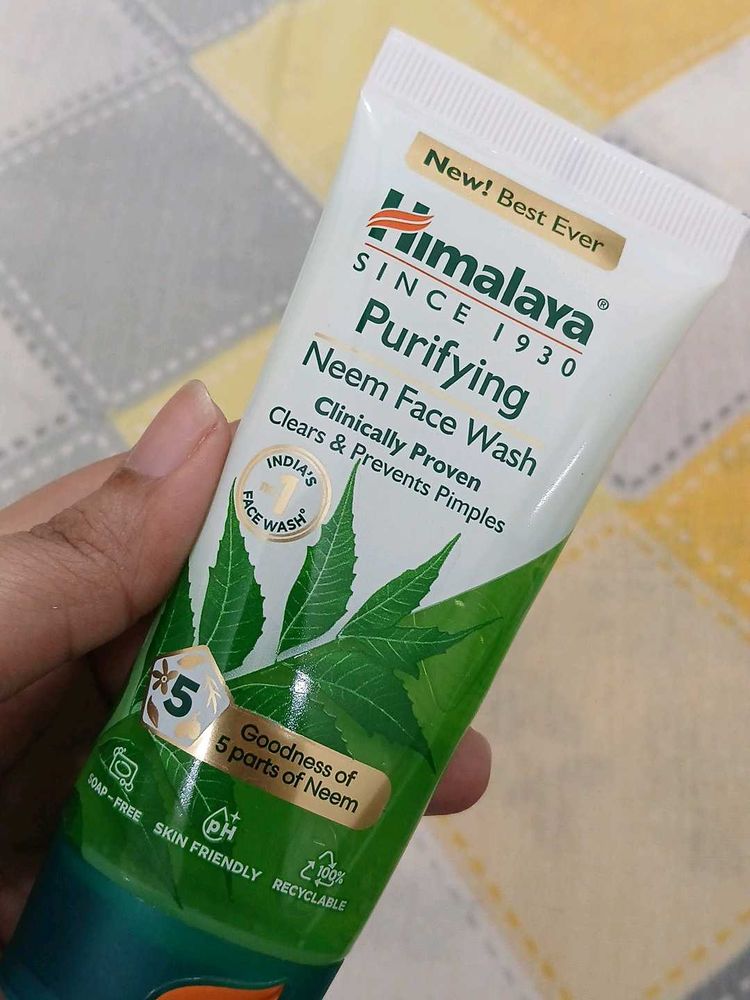 New! Best Ever
Himalaya®
SINCE 1930
Purifying
Neem Face Wash
Clinically Proven
Clears & Prevents Pimples
INDIA'S
1
FACE WASH
5
Goodness of
5 parts of Neem
SOAP-FREE
pH
SKIN FRIENDLY
100%
RECYCLABLE